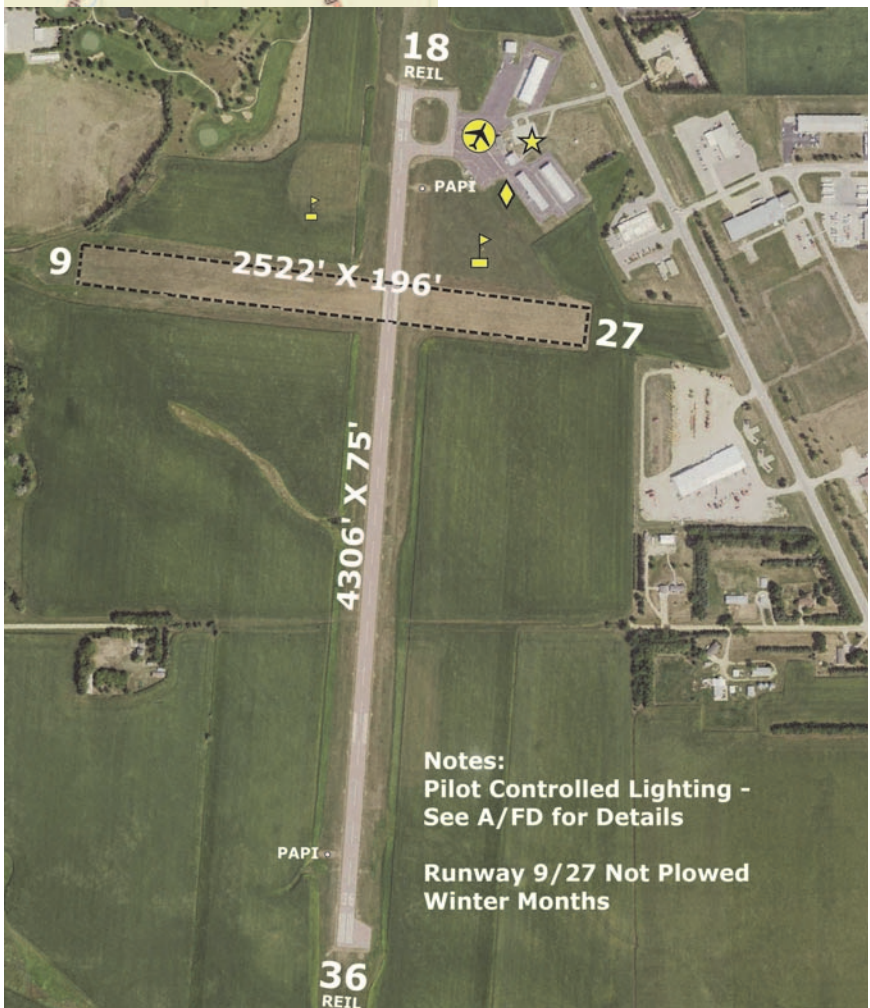 18
REIL
PAPI
9
2522' X 196'
27
4306' X 75'
Notes:
Pilot Controlled Lighting -
See A/FD for Details
Runway 9/27 Not Plowed
Winter Months
PAPI
36
REIL